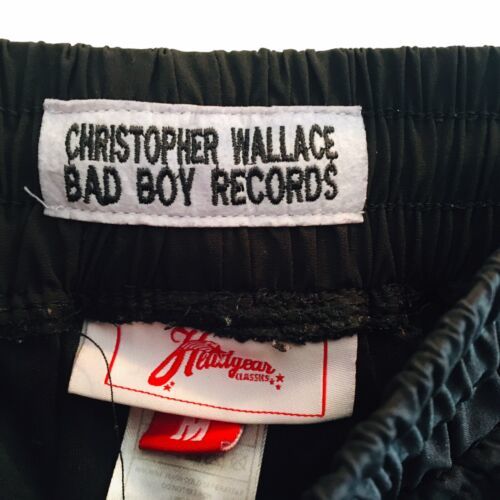 CHRISTOPHER WALLACE
BAD BOY RECORDS
Headgear
CLASSICS
M